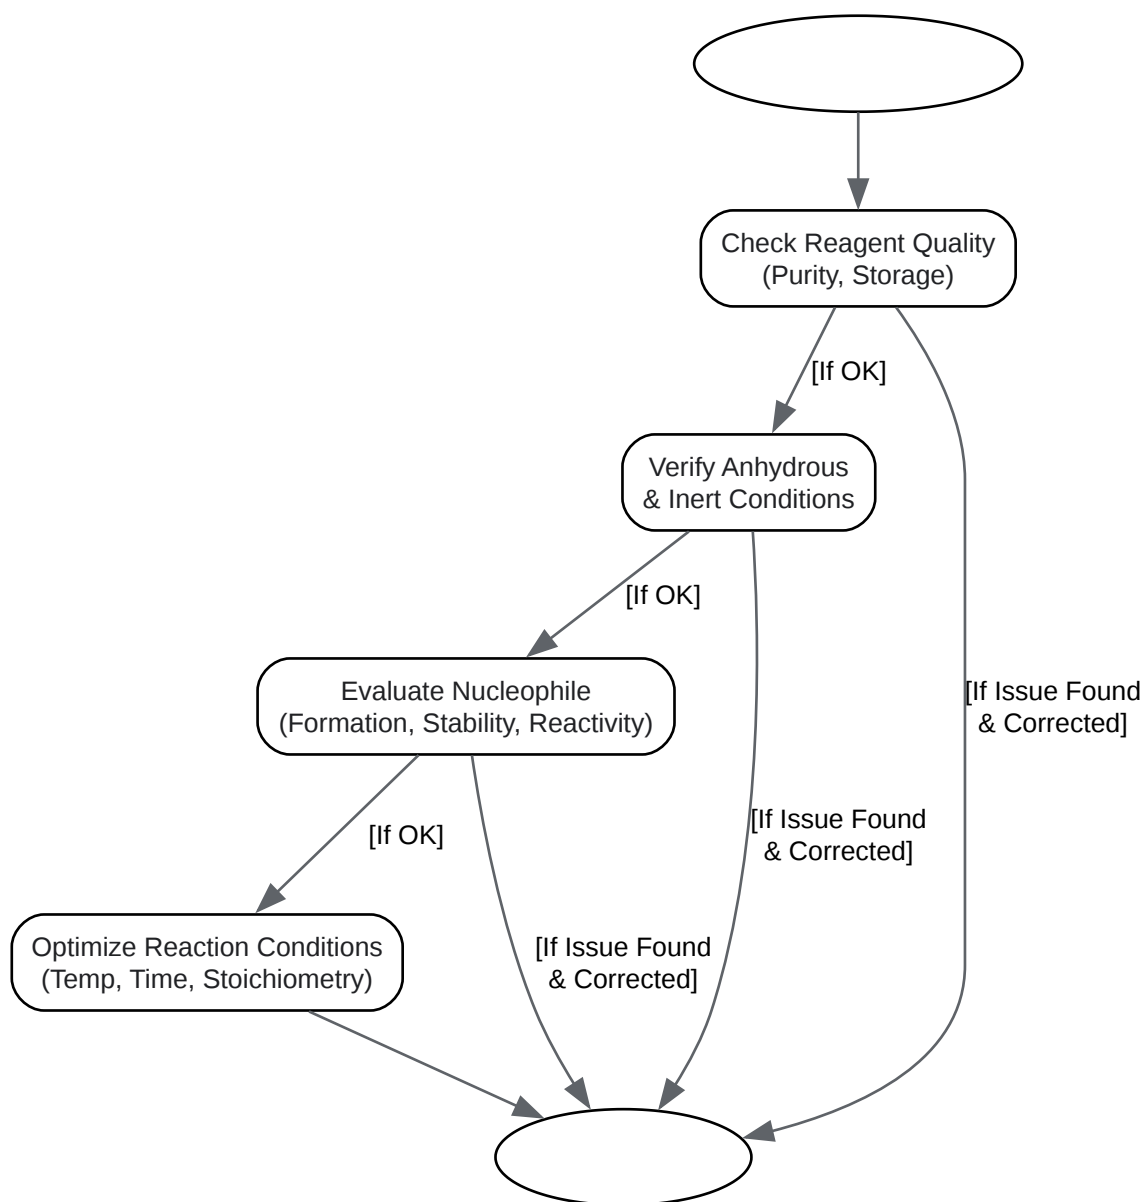 Check Reagent Quality
(Purity, Storage)
[If OK]
Verify Anhydrous
& Inert Conditions
[If OK]
Evaluate Nucleophile
(Formation, Stability, Reactivity)
[If Issue Found
& Corrected]
[If OK]
[If Issue Found
& Corrected]
Optimize Reaction Conditions
(Temp, Time, Stoichiometry)
[If Issue Found
& Corrected]